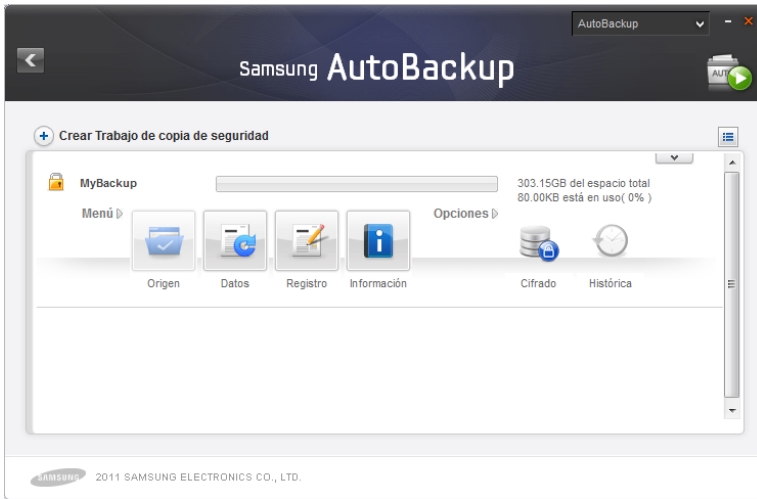 AutoBackup
Samsung AutoBackup
AUT
Crear Trabajo de copia de seguridad
MyBackup
303.15GB del espacio total
80.00KB está en uso( 0% )
Menú
Opciones
Origen
Datos
Registro
Información
Cifrado
Histórica
SAMSUNG 2011 SAMSUNG ELECTRONICS CO., LTD.